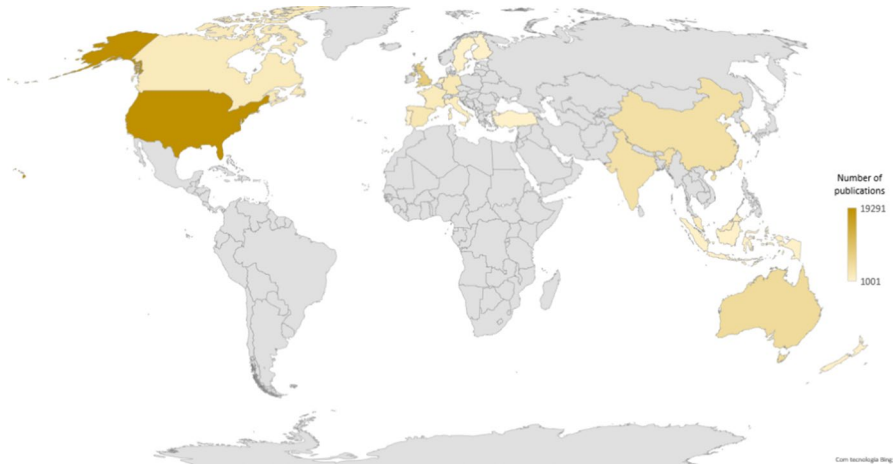 Number of
publications
19291
1001
Com tecnologia Bing